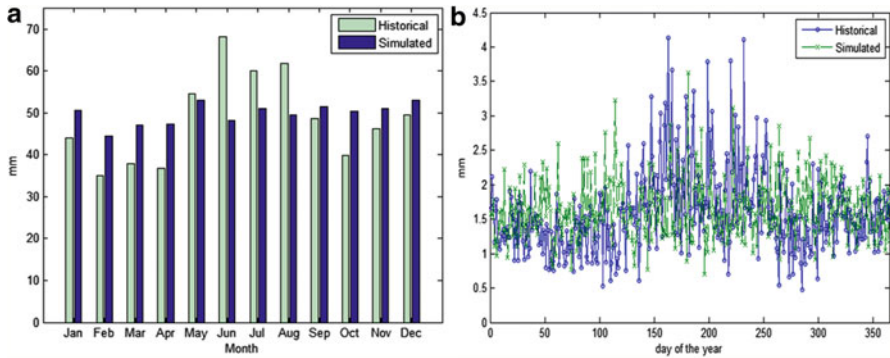 a
Historical
Simulated
70
60
50
40
30
20
10
0
mm
Jan Feb Mar Apr May Jun Jul Aug Sep Oct Nov Dec
Month
b
Historical
Simulated
4.5
4
3.5
3
2.5
2
1.5
1
0.5
0
mm
0 50 100 150 200 250 300 350
day of the year